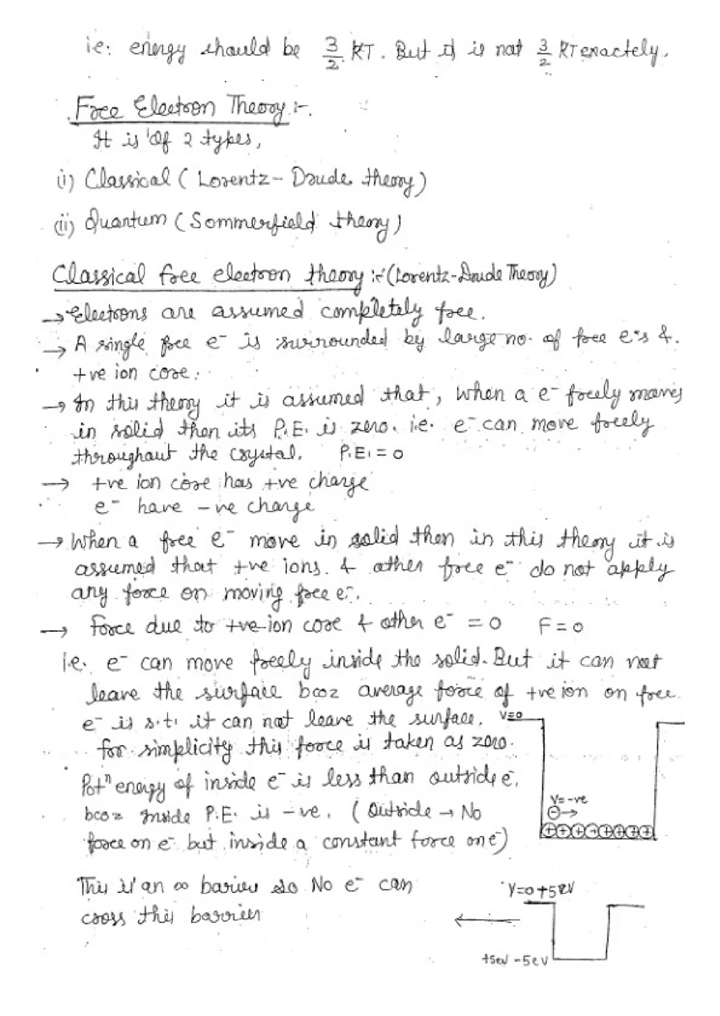 ie: energy should be 3/2 KT. But it is not 3/2 KT exactely.
Free Electron Theory :-
It is of 2 types,
(i) Classical ( Lorentz - Drude theory)
(ii) Quantum ( Sommerfield theory )
Classical free electron theory :- (Lorentz-Drude Theory)
→ Electrons are assumed completely free.
→ A single free e⁻ is surrounded by large no. of free e⁻s &
+ve ion core.
→ In this theory it is assumed that, when a e⁻ freely moves
in solid then its P.E. is zero. i.e. e⁻ can move freely
throughout the crystal. P.E. = 0
→ +ve ion core has +ve charge
e⁻ have -ve charge
→ When a free e⁻ move in solid then in this theory it is
assumed that +ve ions. & other free e⁻ do not apply
any force on moving free e⁻.
→ force due to +ve ion core & other e⁻ = 0 F = 0
i.e. e⁻ can move freely inside the solid. But it can not
leave the surface bcoz average force of +ve ion on free
e⁻ is s.t. it can not leave the surface.
V=0
for simplicity this force is taken as zero.
Potⁿ energy of inside e⁻ is less than outside e⁻,
bcoz Inside P.E. is -ve. ( Outside → No
force on e⁻ but inside a constant force on e⁻)
V=-ve
⊖→
⊕⊕⊕⊕⊕⊕⊕
This is an ∞ bariew so No e⁻ can
cross this barrier
V=0+5eV
+5eV -5eV